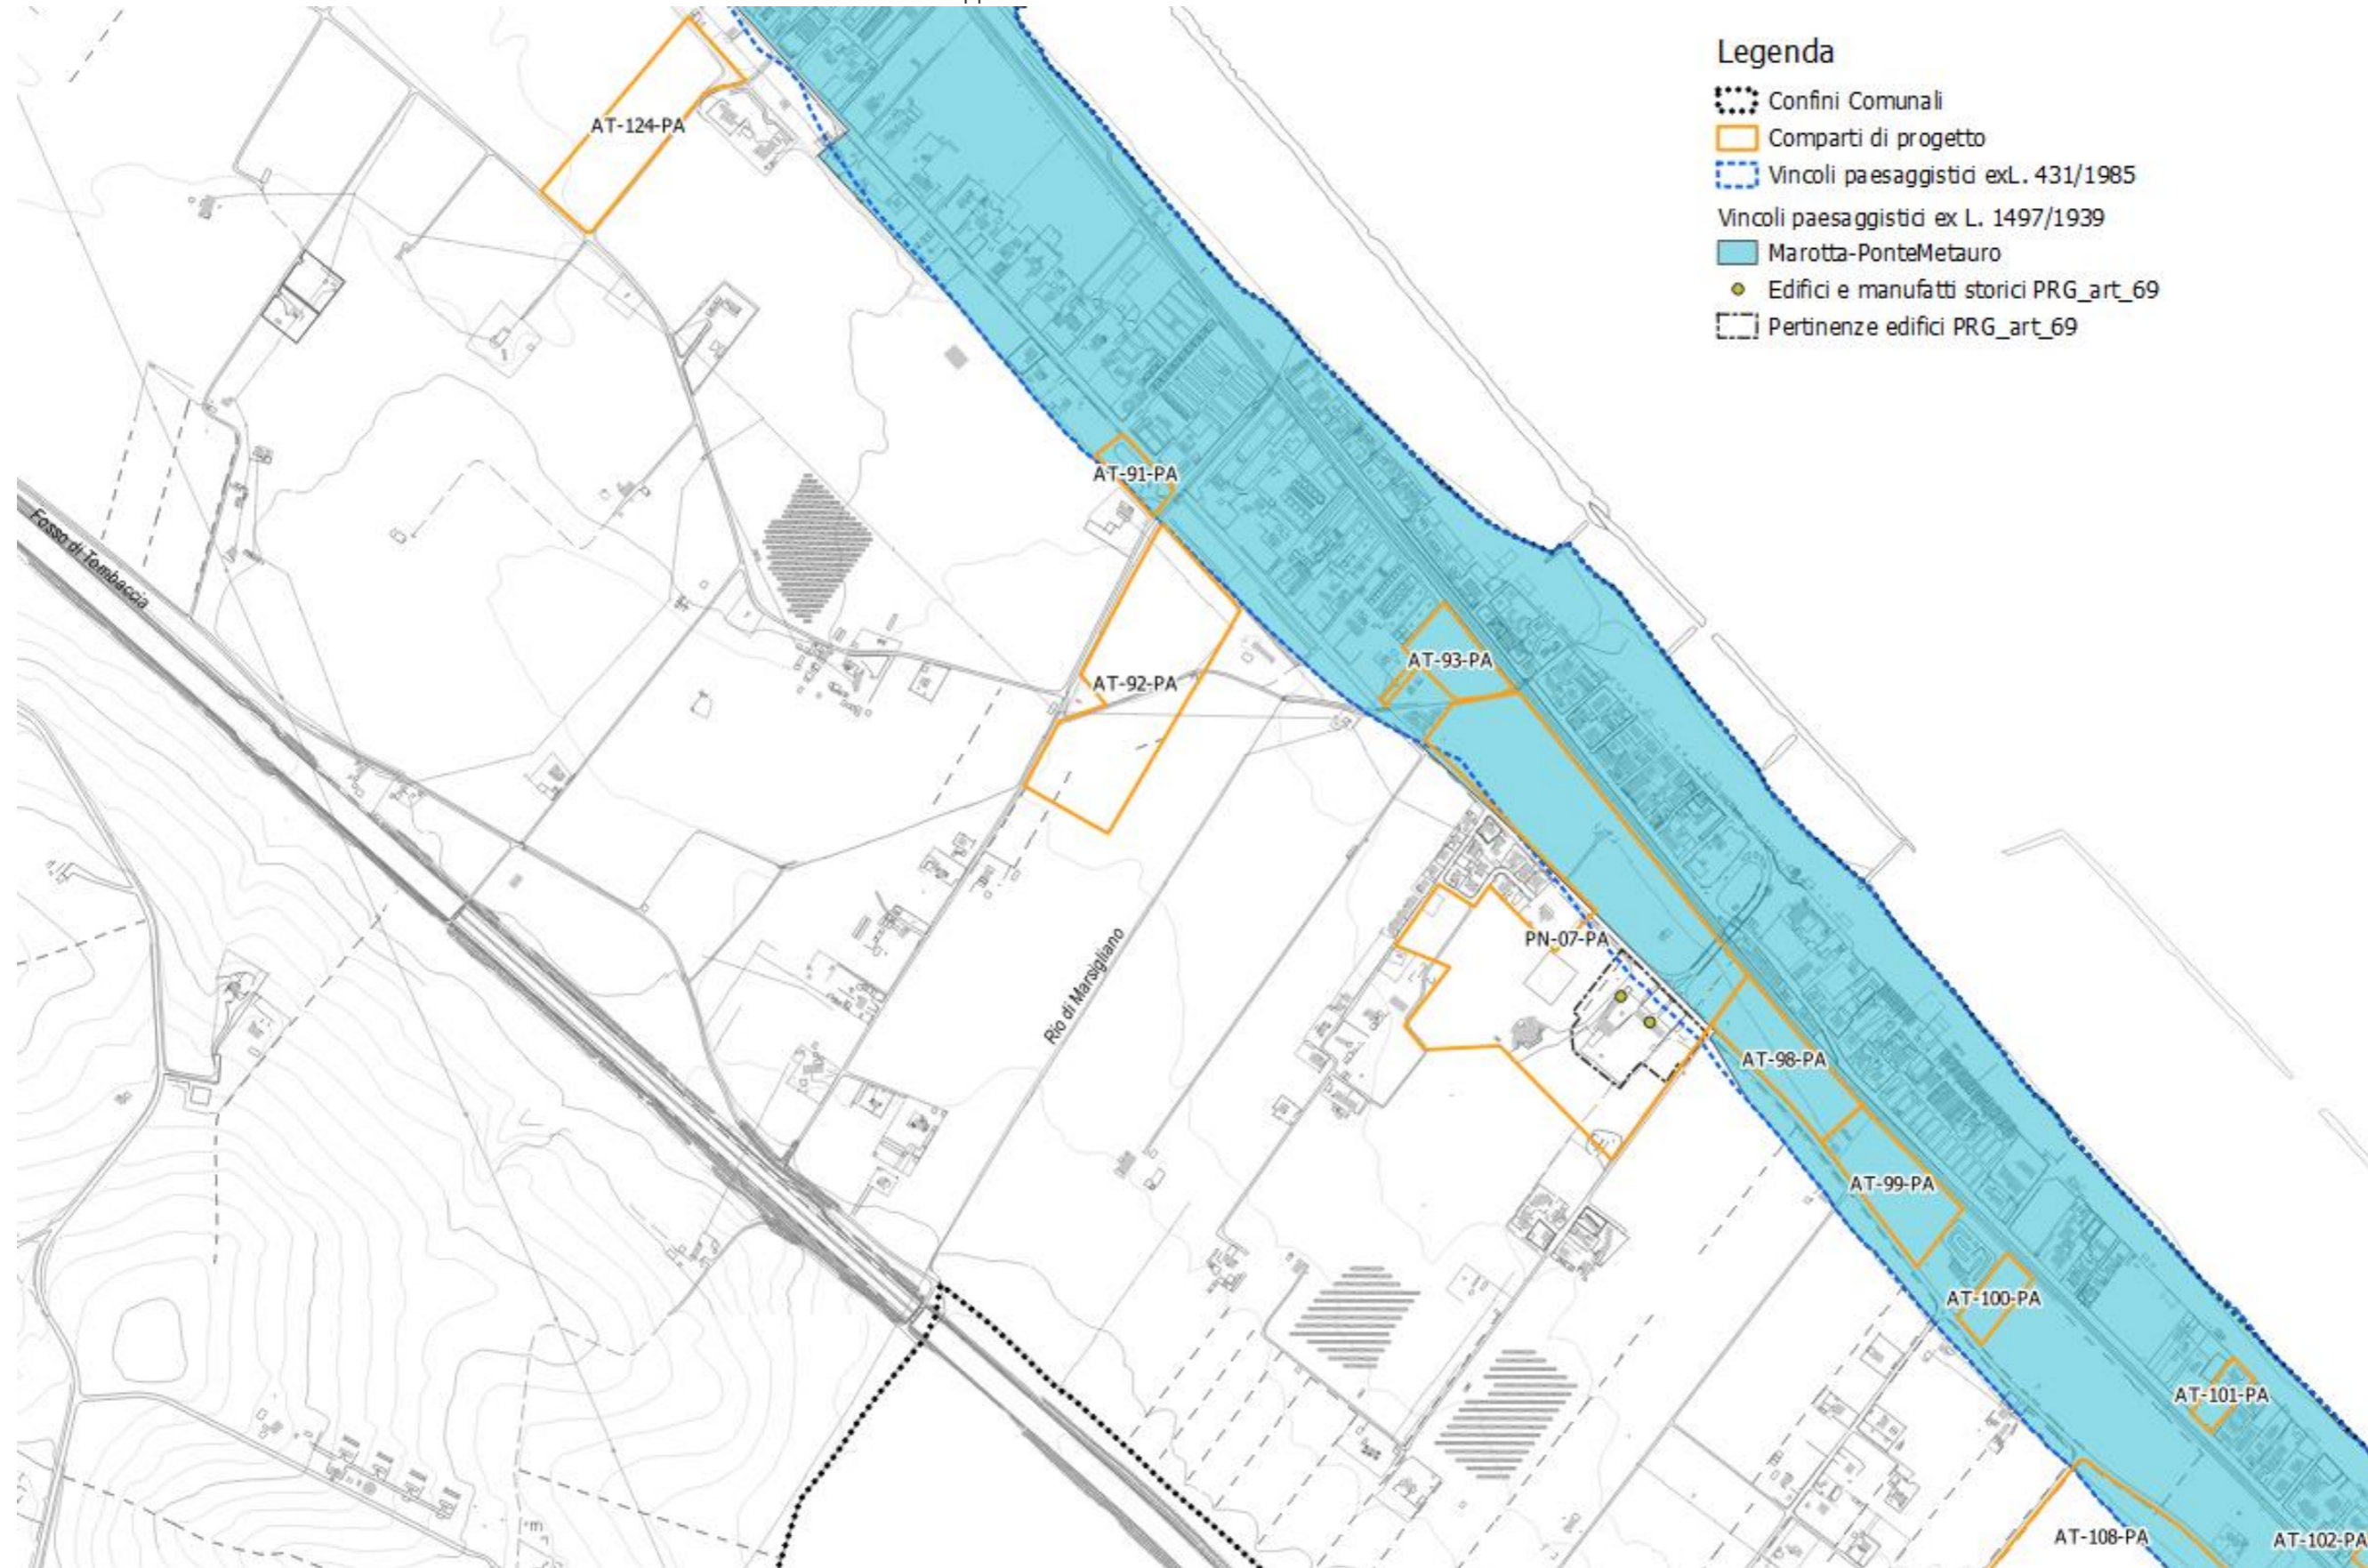 Legenda
Confini Comunali
Comparti di progetto
Vincoli paesaggistici exL. 431/1985
Vincoli paesaggistici ex L. 1497/1939
Marotta-PonteMetauro
Edifici e manufatti storici PRG_art_69
Pertinenze edifici PRG_art_69
AT-124-PA
AT-91-PA
Fosso di Tombaccia
AT-93-PA
AT-92-PA
PN-07-PA
Rio di Marsigliano
AT-98-PA
AT-99-PA
AT-100-PA
AT-101-PA
AT-108-PA
AT-102-PA